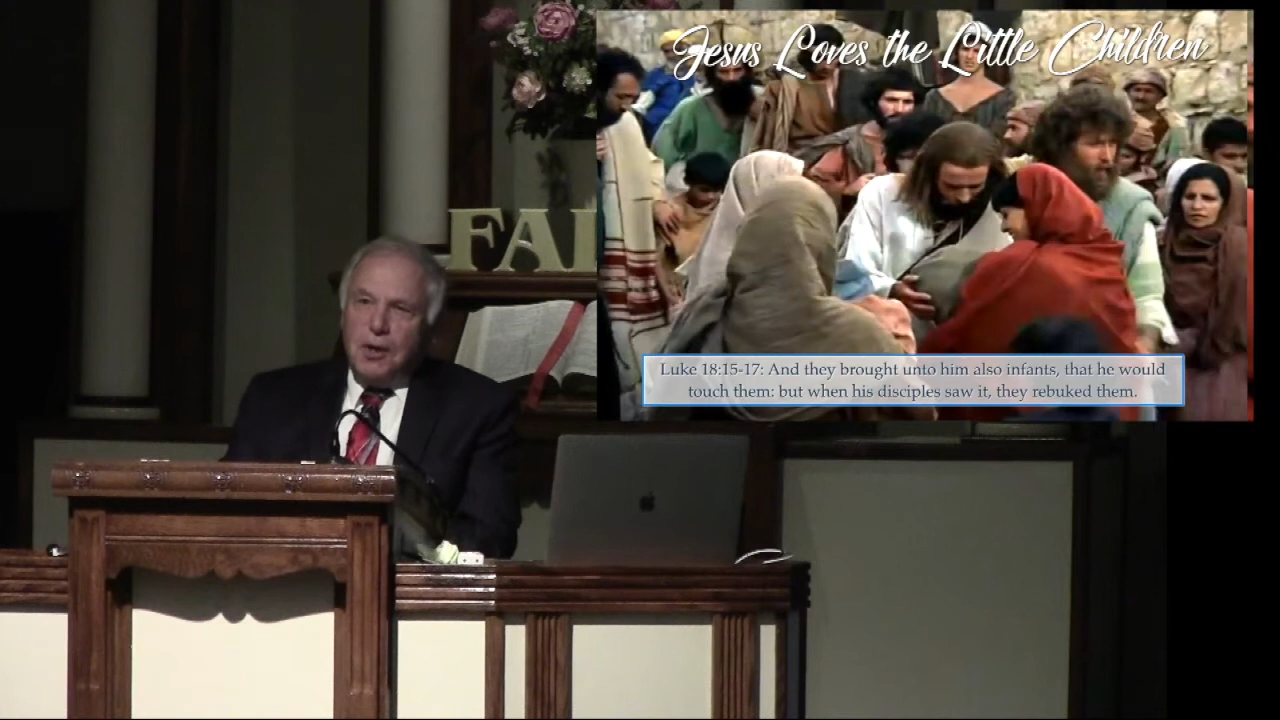 Jesus Loves the Little Children
FAI
Luke 18:15-17: And they brought unto him also infants, that he would
touch them: but when his disciples saw it, they rebuked them.